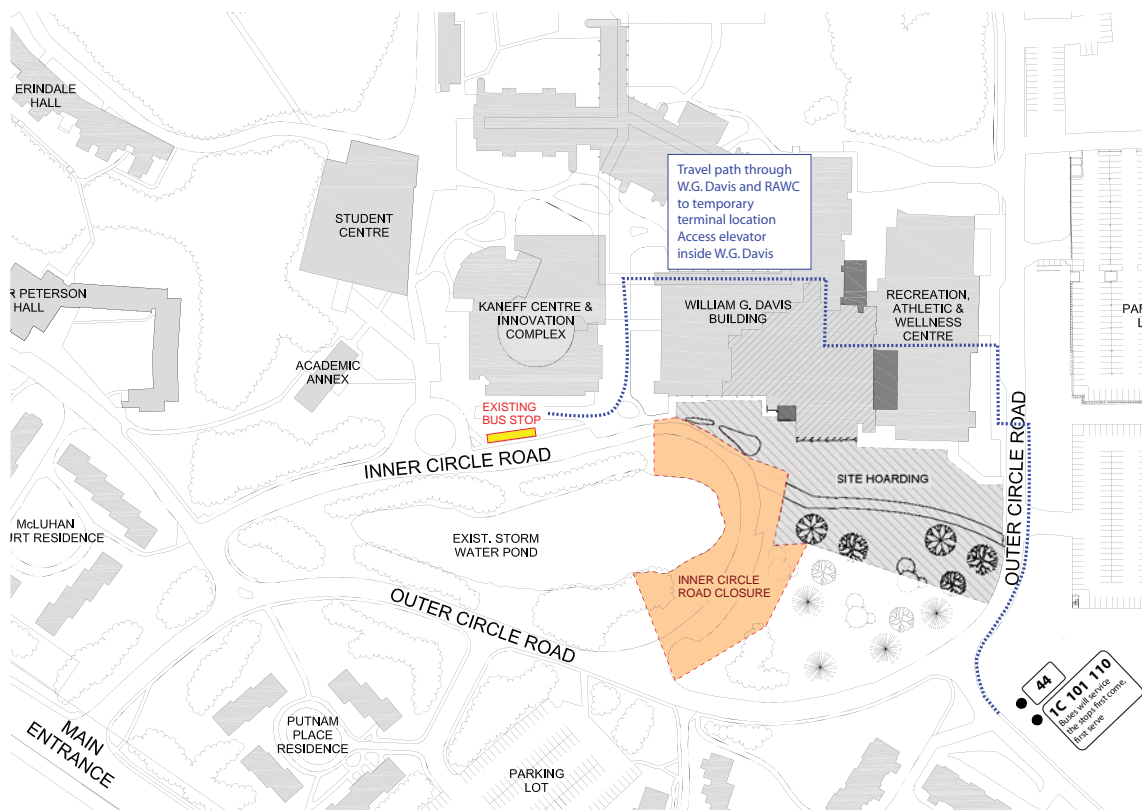 ERINDALE
HALL
STUDENT
CENTRE
R PETERSON
HALL
ACADEMIC
ANNEX
KANEFF CENTRE &
INNOVATION
COMPLEX
Travel path through
W.G. Davis and RAWC
to temporary
terminal location
Access elevator
inside W.G. Davis
WILLIAM G. DAVIS
BUILDING
RECREATION,
ATHLETIC &
WELLNESS
CENTRE
PAR
L
EXISTING
BUS STOP
INNER CIRCLE ROAD
SITE HOARDING
OUTER CIRCLE ROAD
McLUHAN
URT RESIDENCE
EXIST. STORM
WATER POND
INNER CIRCLE
ROAD CLOSURE
OUTER CIRCLE ROAD
MAIN
ENTRANCE
PUTNAM
PLACE
RESIDENCE
PARKING
LOT
44
1C 101 110
Buses will service
the stops first come,
first serve